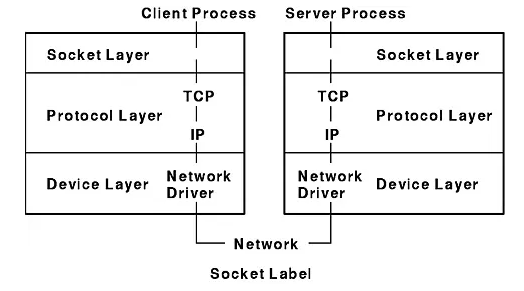 Client Process Server Process
Socket Layer Socket Layer
TCP TCP
Protocol Layer Protocol Layer
IP IP
Device Layer Network Driver Network Driver Device Layer
Network
Socket Label